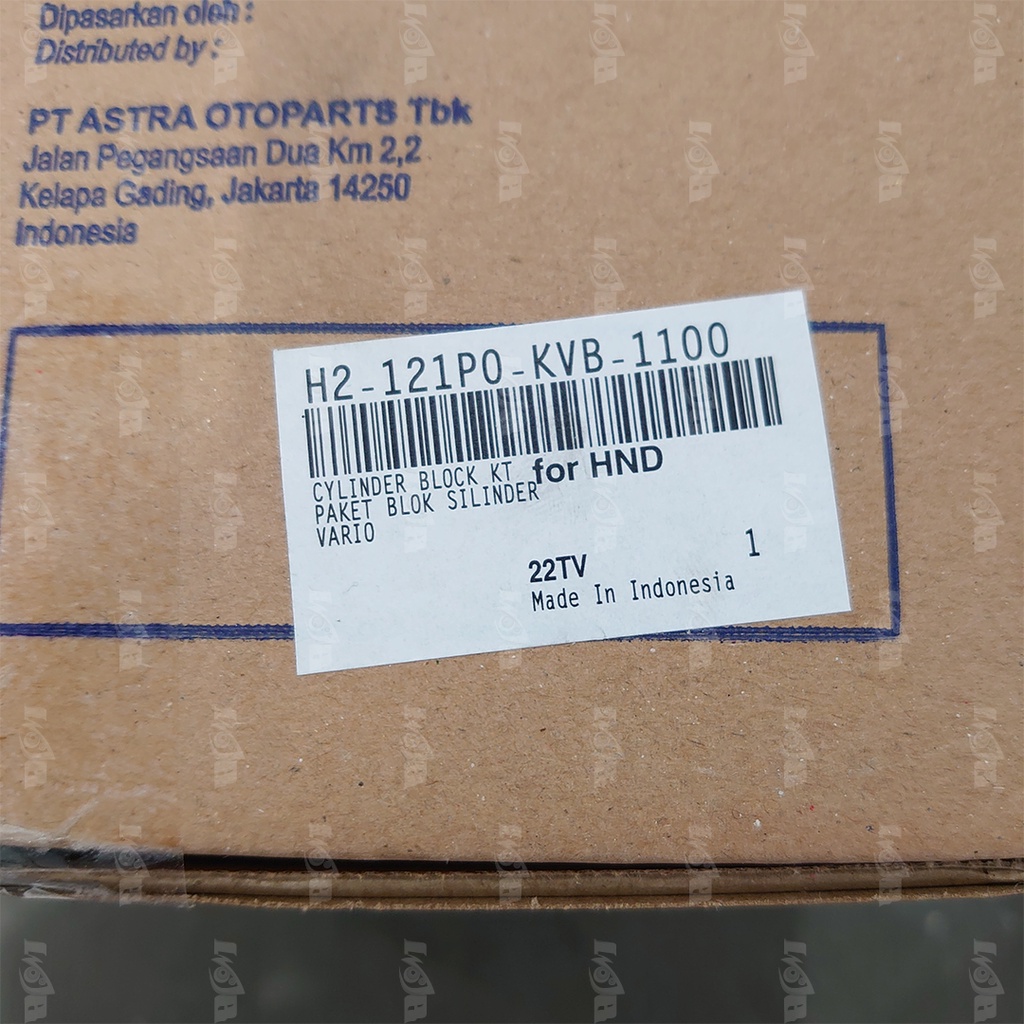 Dipasarkan oleh :
Distributed by :
PT ASTRA OTOPARTS Tbk
Jalan Pegangsaan Dua Km 2,2
Kelapa Gading, Jakarta 14250
Indonesia
H2-121P0-KVB-1100
CYLINDER BLOCK KT for HND
PAKET BLOK SILINDER
VARIO
22TV 1
Made In Indonesia